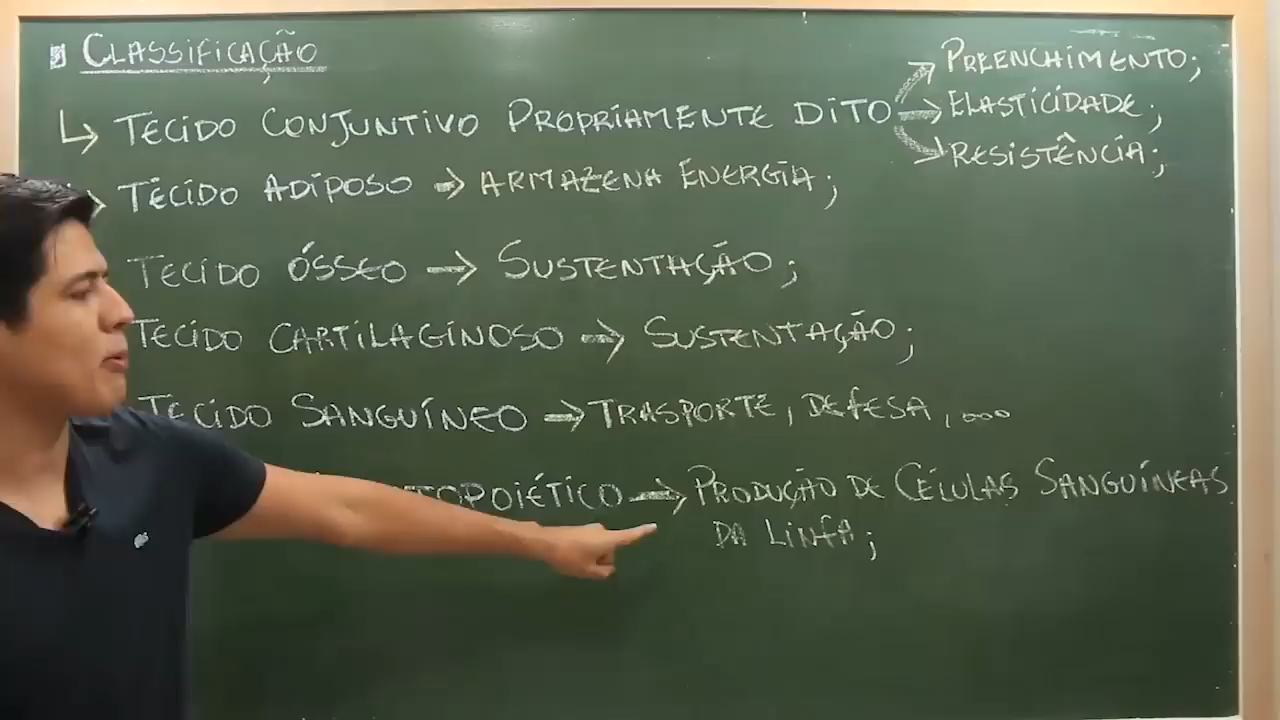 CLASSIFICAÇÃO
TECIDO CONJUNTIVO PROPRIAMENTE DITO
PREENCHIMENTO;
ELASTICIDADE;
RESISTÊNCIA;
TECIDO ADIPOSO → ARMAZENA ENERGIA;
TECIDO ÓSSEO → SUSTENTAÇÃO;
TECIDO CARTILAGINOSO → SUSTENTAÇÃO;
TECIDO SANGUÍNEO → TRASPORTE, DEFESA, ...
TOPOIÉTICO → PRODUÇÃO DE CÉLULAS SANGUÍNEAS
DA LINFA;